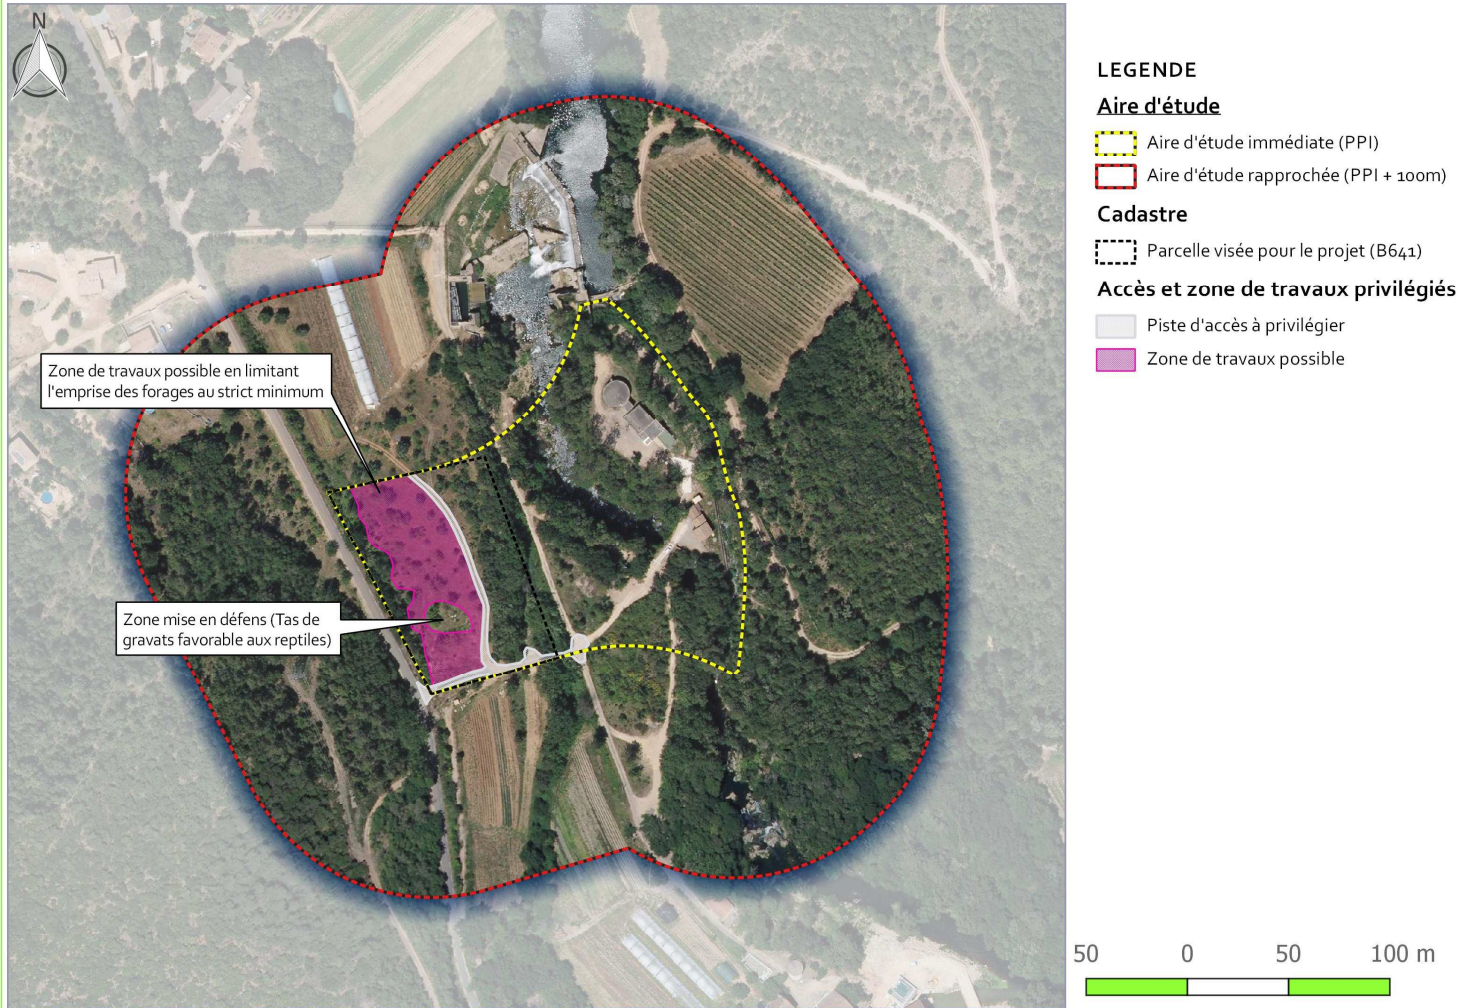 N
Zone de travaux possible en limitant
l'emprise des forages au strict minimum
Zone mise en défens (Tas de
gravats favorable aux reptiles)
LEGENDE
Aire d'étude
Aire d'étude immédiate (PPI)
Aire d'étude rapprochée (PPI + 100m)
Cadastre
Parcelle visée pour le projet (B641)
Accès et zone de travaux privilégiés
Piste d'accès à privilégier
Zone de travaux possible
50 0 50 100 m